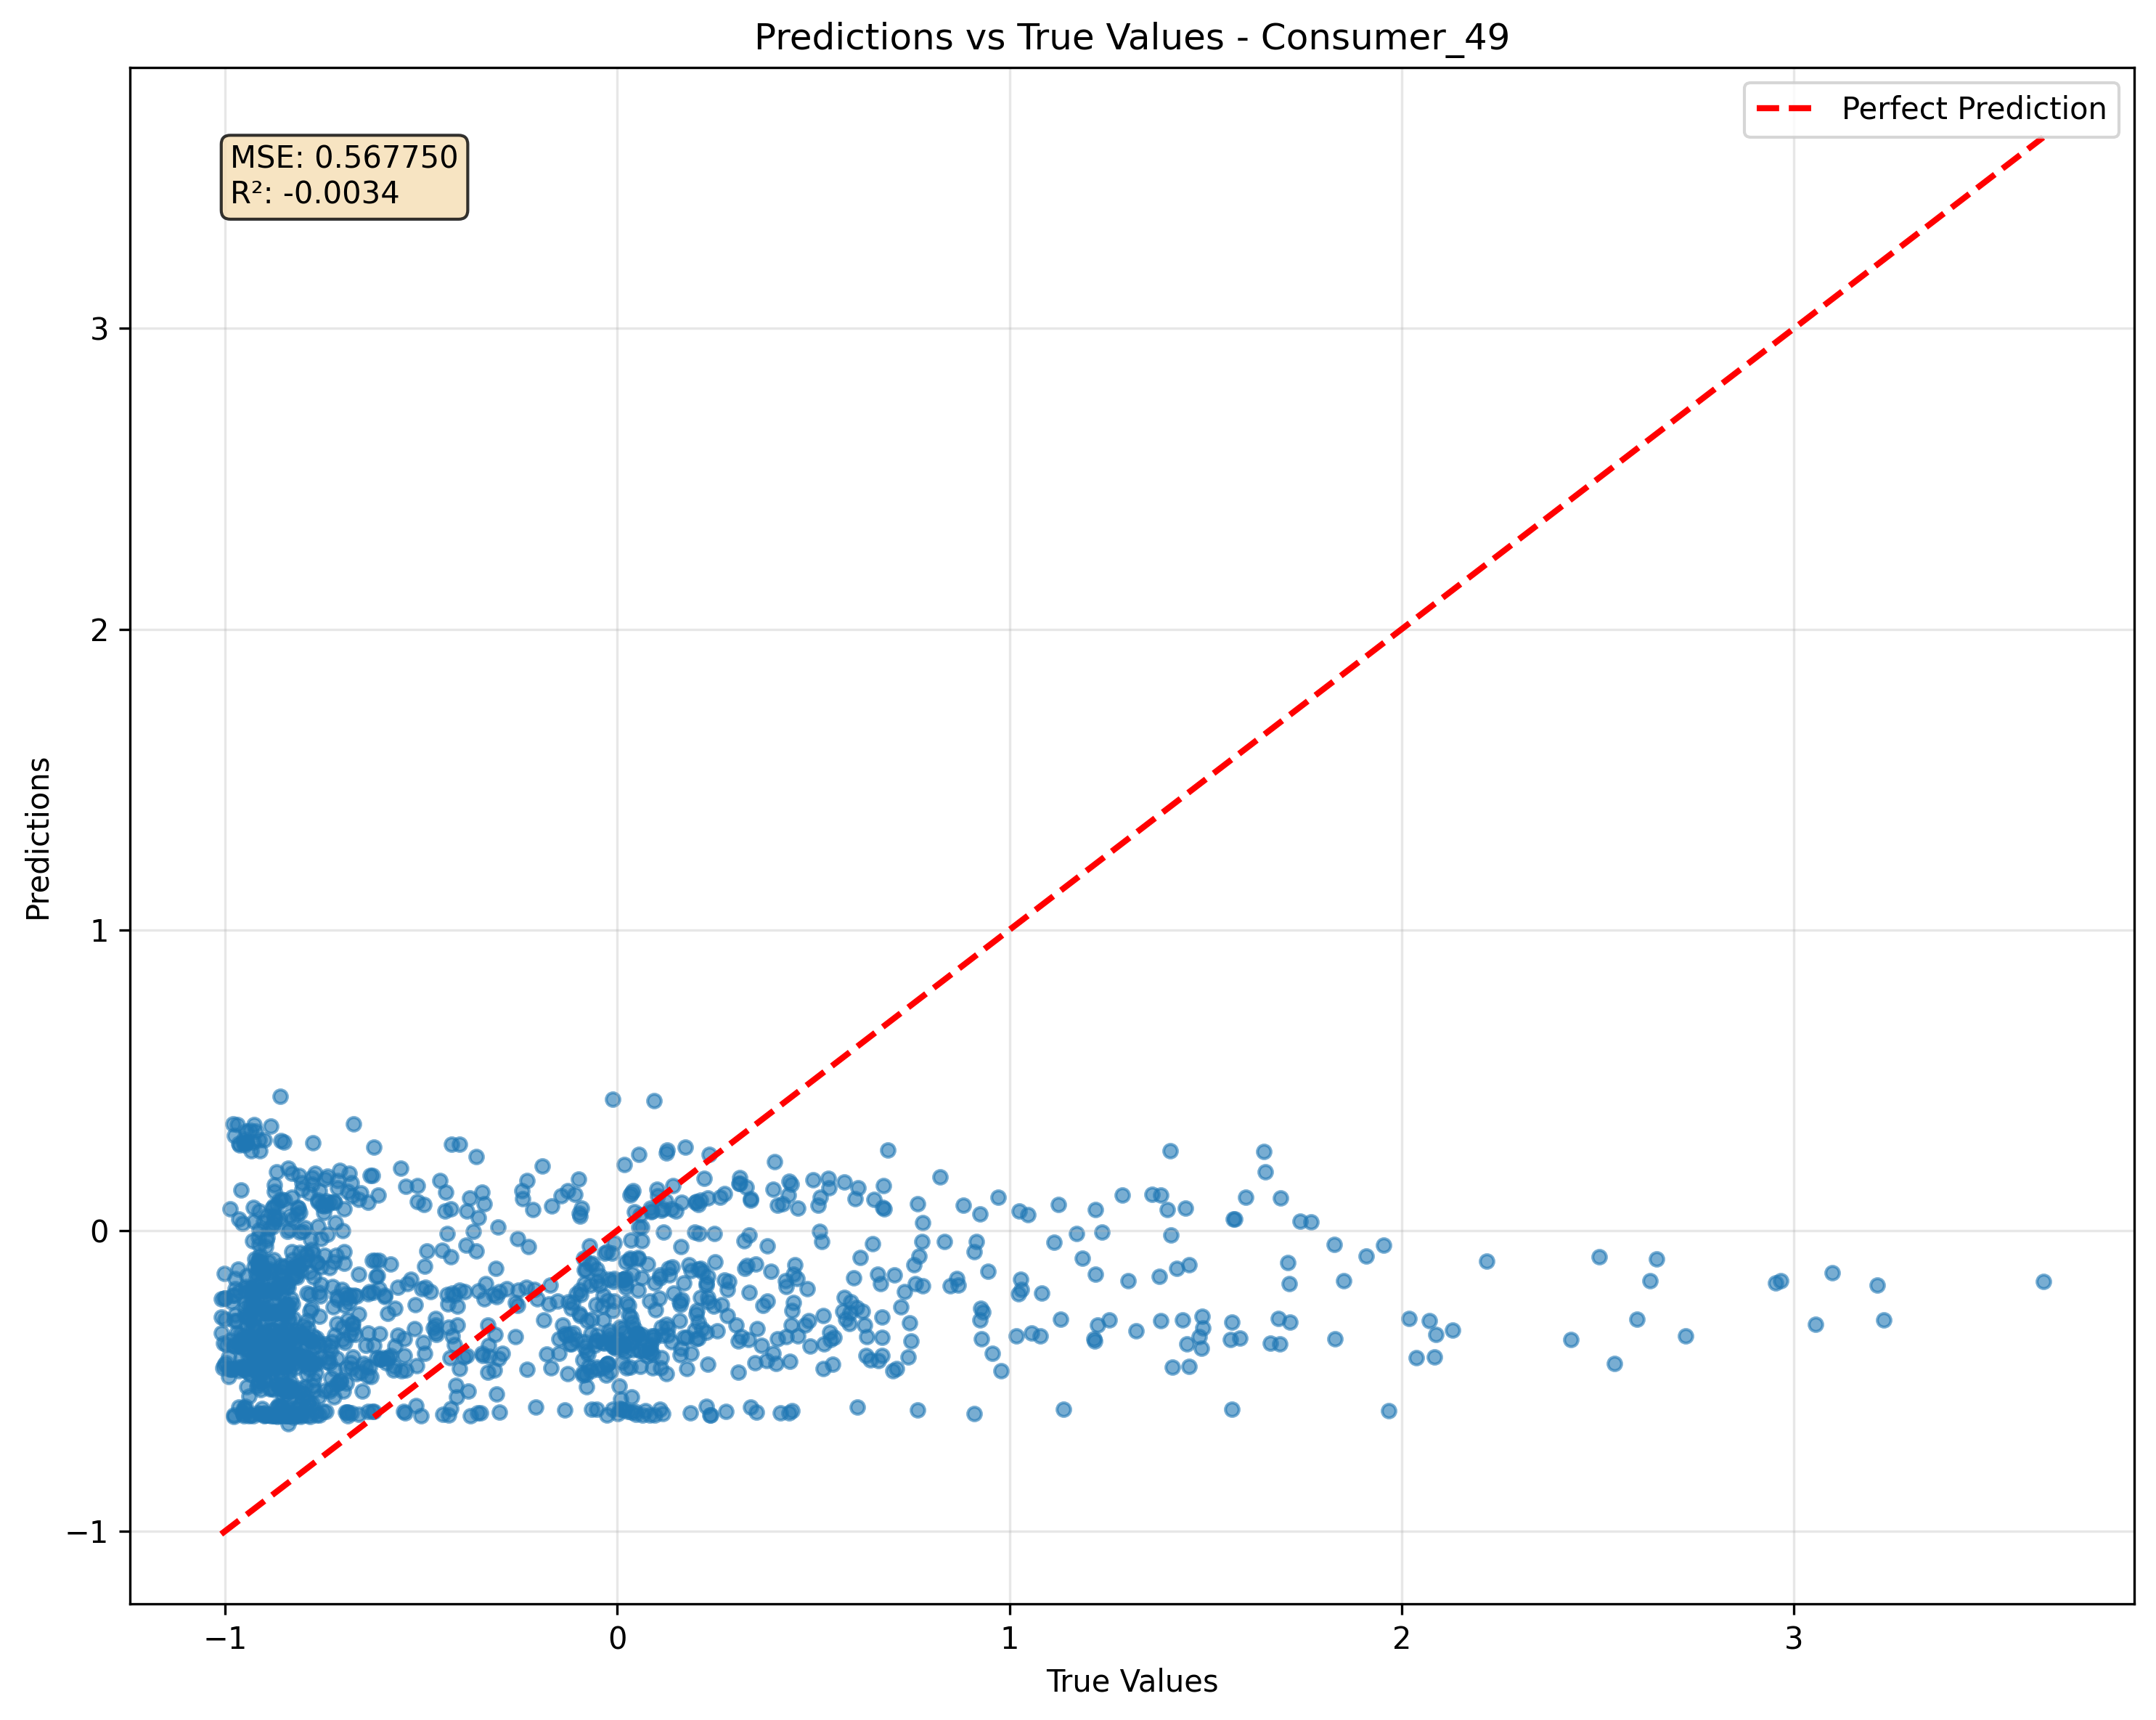 Predictions vs True Values - Consumer_49
Perfect Prediction
MSE: 0.567750
R²: -0.0034
3
2
1
0
−1
Predictions
−1 0 1 2 3
True Values